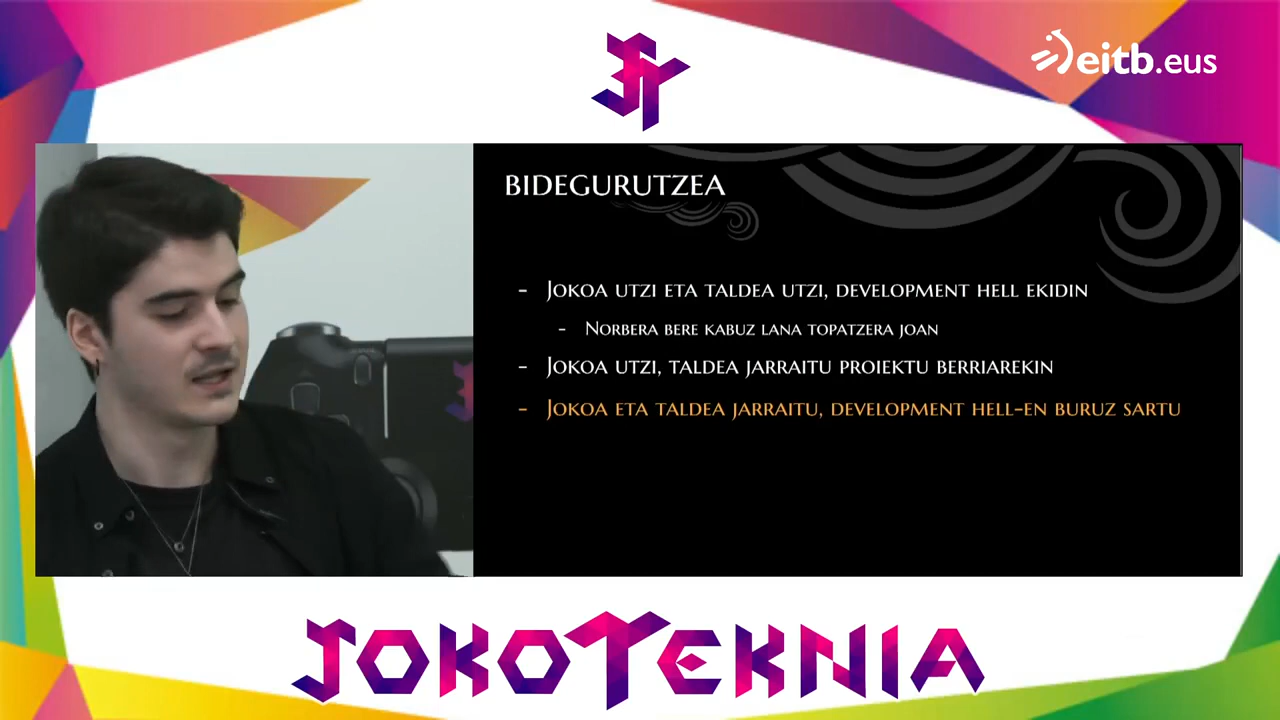 eitb.eus
BIDEGURUTZEA
- JOKOA UTZI ETA TALDEA UTZI, DEVELOPMENT HELL EKIDIN
- NORBERA BERE KABUZ LANA TOPATZERA JOAN
- JOKOA UTZI, TALDEA JARRAITU PROIEKTU BERRIAREKIN
- JOKOA ETA TALDEA JARRAITU, DEVELOPMENT HELL-EN BURUZ SARTU
JOKOTEKNIA